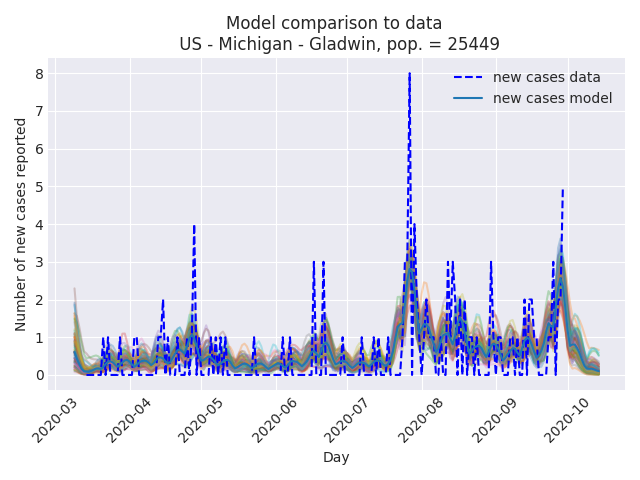 Model comparison to data
US - Michigan - Gladwin, pop. = 25449
new cases data
new cases model
Number of new cases reported
8
7
6
5
4
3
2
1
0
2020-03
2020-04
2020-05
2020-06
2020-07
2020-08
2020-09
2020-10
Day